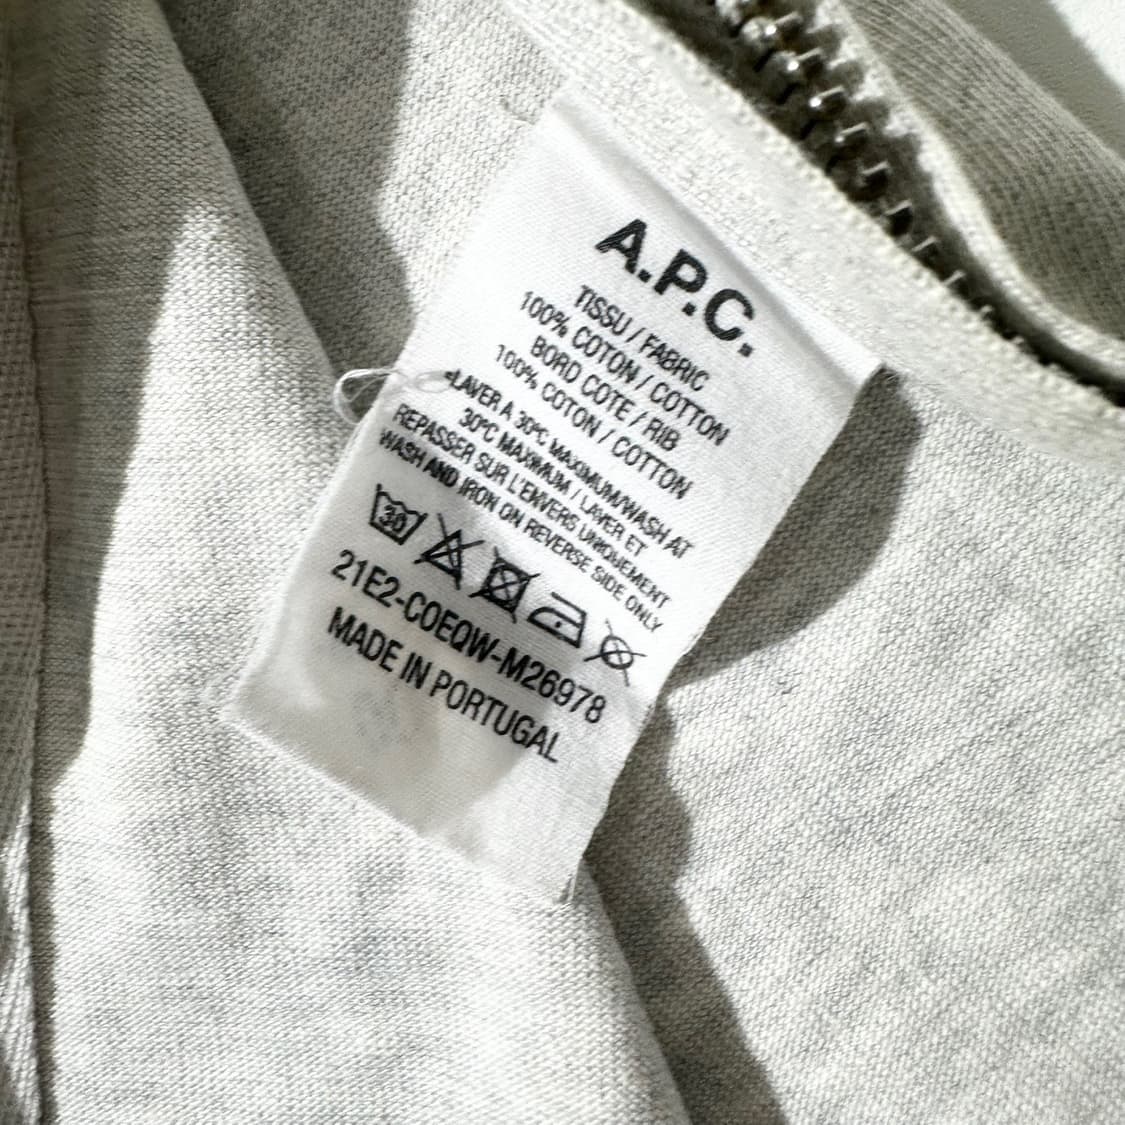 A.P.C.
TISSU / FABRIC
100% COTON / COTTON
BORD COTE / RIB
100% COTON / COTTON
-LAVER A 30°C MAXIMUM/WASH AT
30°C MAXIMUM / LAVER ET
REPASSER SUR L'ENVERS UNIQUEMENT
WASH AND IRON ON REVERSE SIDE ONLY
30
21E2-COEQW-M26978
MADE IN PORTUGAL